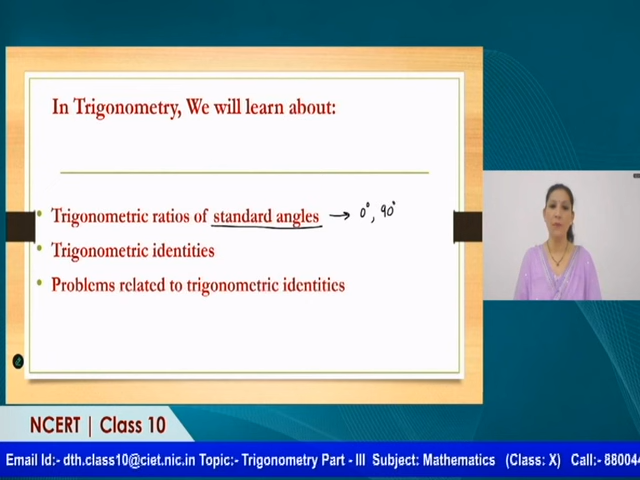 In Trigonometry, We will learn about:
• Trigonometric ratios of standard angles → 0°, 90°
• Trigonometric identities
• Problems related to trigonometric identities
NCERT | Class 10
Email Id:- dth.class10@ciet.nic.in Topic:- Trigonometry Part - III Subject: Mathematics (Class: X) Call:- 880044